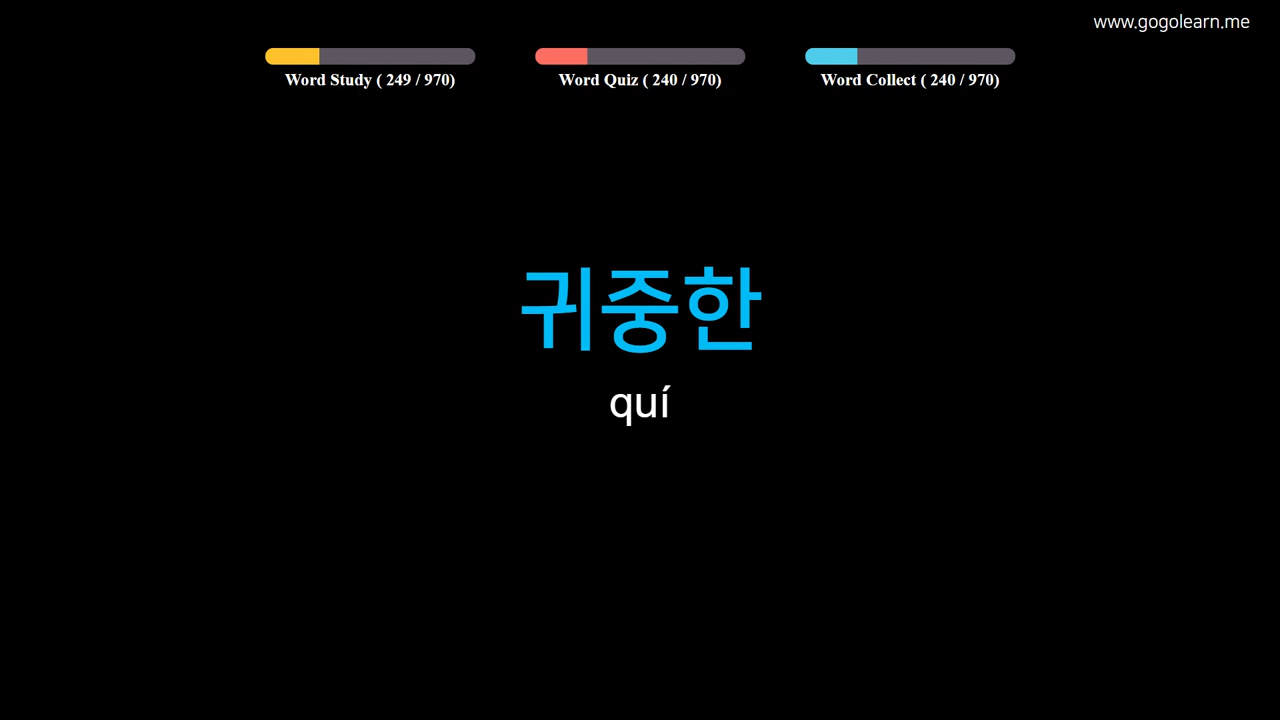 www.gogolearn.me
Word Study ( 249 / 970)
Word Quiz ( 240 / 970)
Word Collect ( 240 / 970)
귀중한
quí